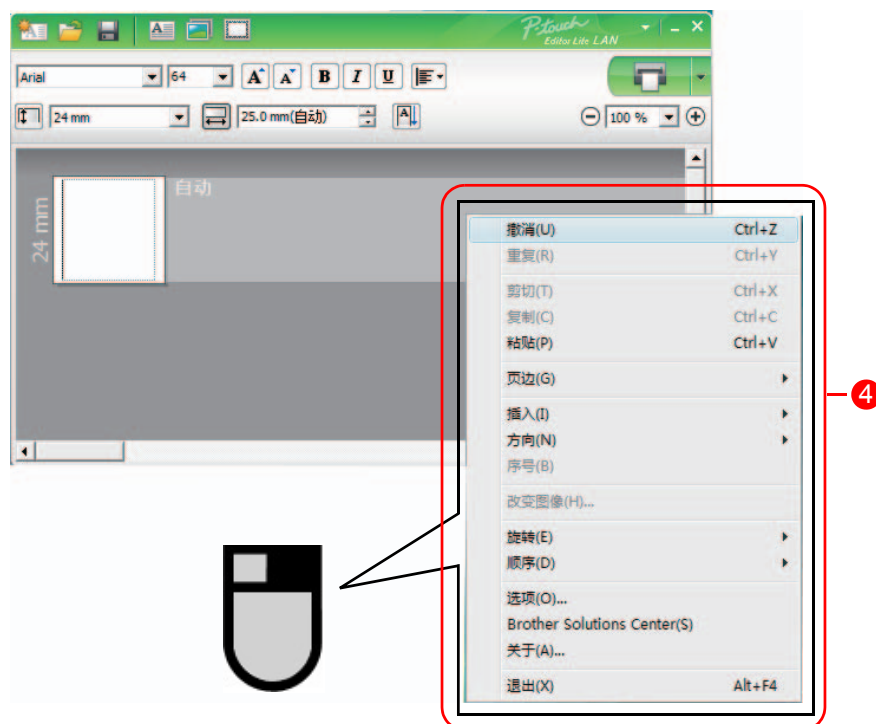 P-touch
Editor Lite LAN
Arial
64
A
A
B
I
U
24 mm
25.0 mm(自动)
A
100 %
自动
24 mm
撤消(U) Ctrl+Z
重复(R) Ctrl+Y
剪切(T) Ctrl+X
复制(C) Ctrl+C
粘贴(P) Ctrl+V
页边(G)
插入(I)
方向(N)
序号(B)
改变图像(H)...
旋转(E)
顺序(D)
选项(O)...
Brother Solutions Center(S)
关于(A)...
退出(X) Alt+F4
4